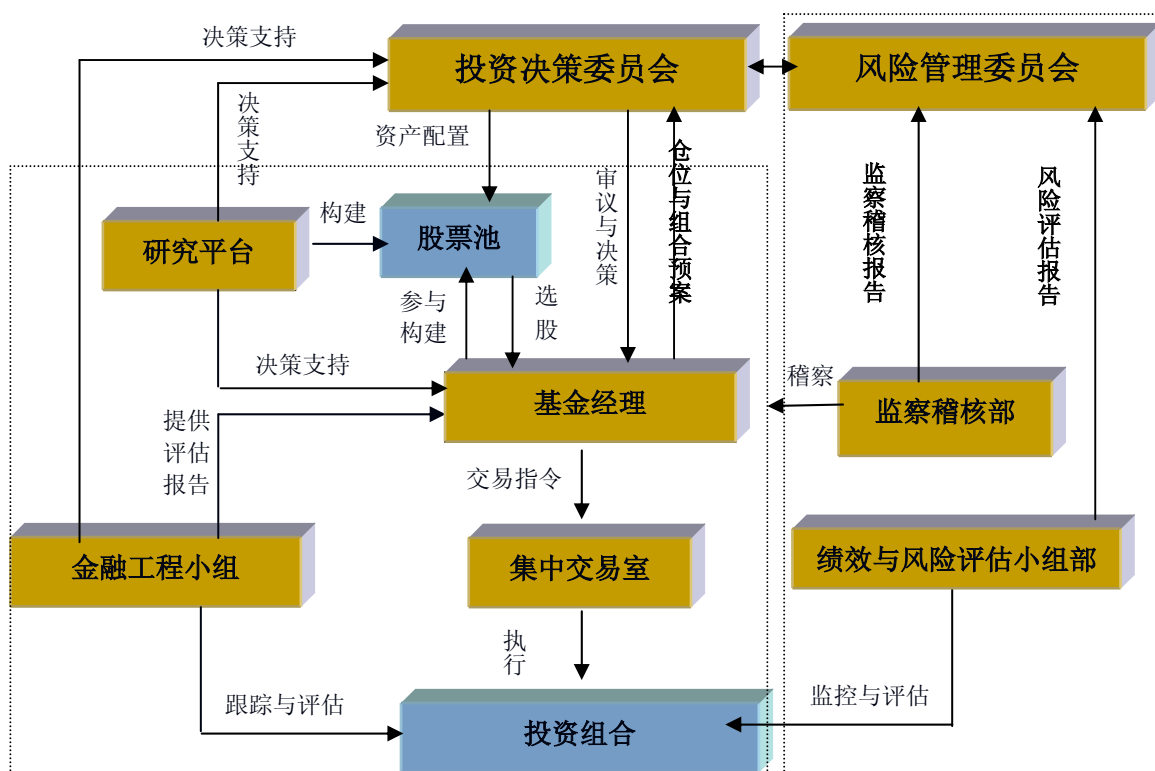 决策支持
投资决策委员会
风险管理委员会
决策支持
资产配置
审议与决策
仓位与组合预案
监察稽核报告
风险评估报告
研究平台
构建
股票池
参与
构建
选股
决策支持
基金经理
稽察
监察稽核部
提供
评估
报告
交易指令
金融工程小组
集中交易室
绩效与风险评估小组部
执行
跟踪与评估
投资组合
监控与评估